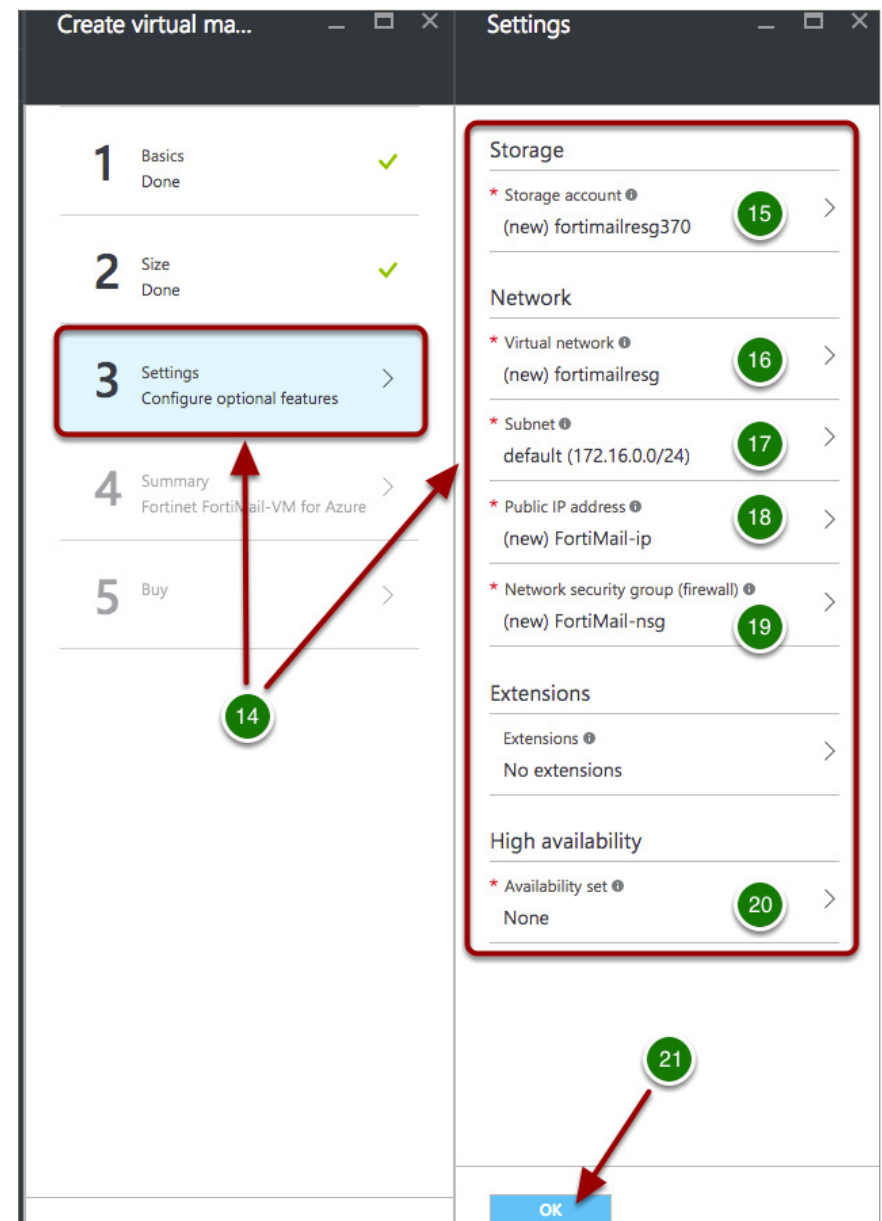 Create virtual ma...
Settings
1
Basics
Done
2
Size
Done
3
Settings
Configure optional features
4
Summary
Fortinet FortiMail-VM for Azure
5
Buy
14
Storage
* Storage account
(new) fortimailresg370
15
Network
* Virtual network
(new) fortimailresg
16
* Subnet
default (172.16.0.0/24)
17
* Public IP address
(new) FortiMail-ip
18
* Network security group (firewall)
(new) FortiMail-nsg
19
Extensions
Extensions
No extensions
High availability
* Availability set
None
20
21
OK